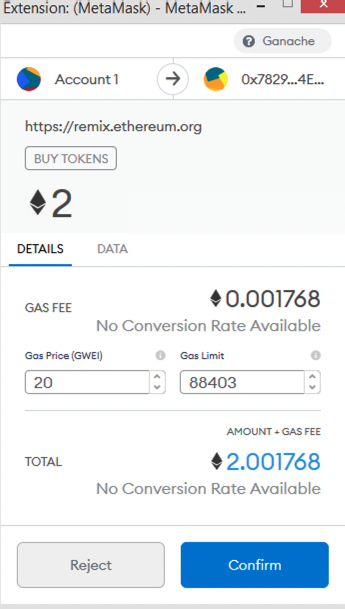 Extension: (MetaMask) - MetaMask ...
Ganache
Account 1
0x7829...4E...
https://remix.ethereum.org
BUY TOKENS
2
DETAILS DATA
GAS FEE
0.001768
No Conversion Rate Available
Gas Price (GWEI) Gas Limit
20 88403
AMOUNT + GAS FEE
TOTAL
2.001768
No Conversion Rate Available
Reject Confirm